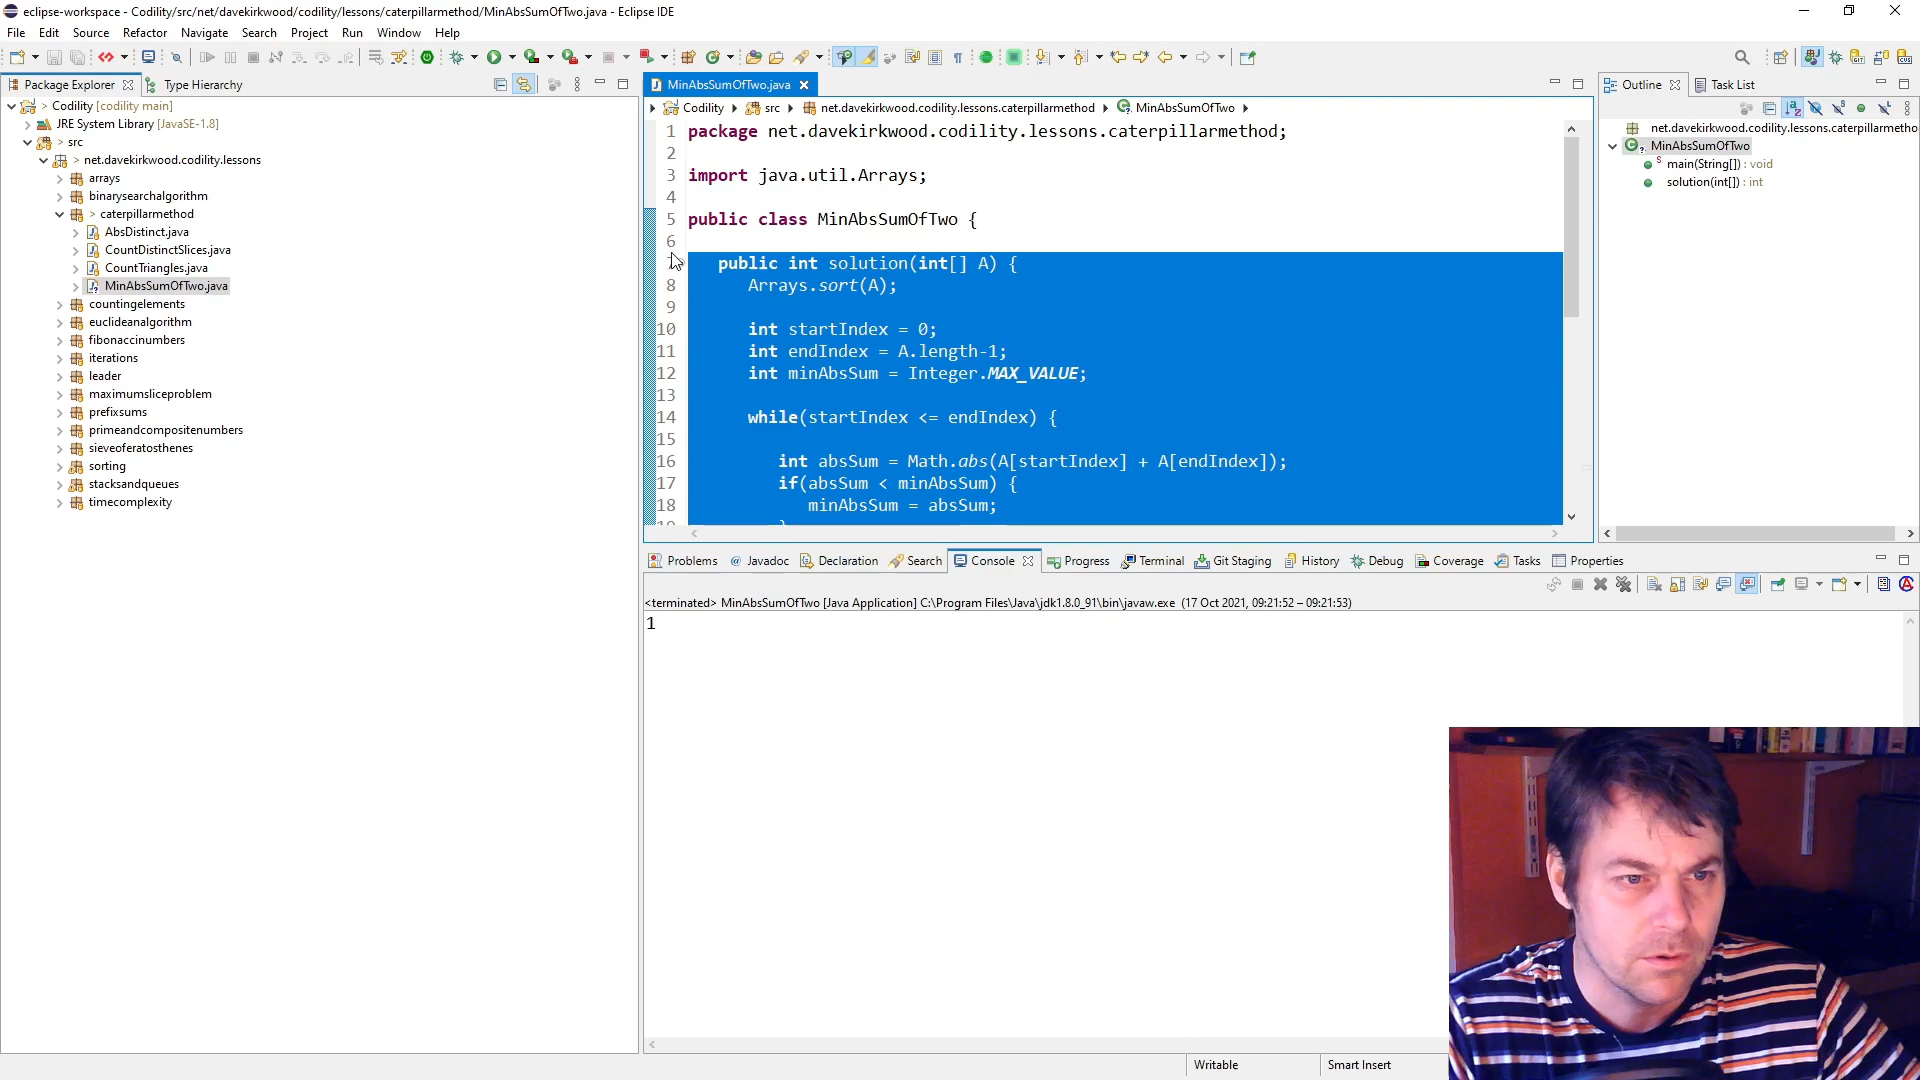 eclipse-workspace - Codility/src/net/davekirkwood/codility/lessons/caterpillarmethod/MinAbsSumOfTwo.java - Eclipse IDE
File Edit Source Refactor Navigate Search Project Run Window Help
Package Explorer Type Hierarchy
> Codility [codility main]
JRE System Library [JavaSE-1.8]
> src
> net.davekirkwood.codility.lessons
arrays
binarysearchalgorithm
> caterpillarmethod
AbsDistinct.java
CountDistinctSlices.java
CountTriangles.java
MinAbsSumOfTwo.java
countingelements
euclideanalgorithm
fibonaccinumbers
iterations
leader
maximumsliceproblem
prefixsums
primeandcompositenumbers
sieveoferatosthenes
sorting
stacksandqueues
timecomplexity
MinAbsSumOfTwo.java
Codility src net.davekirkwood.codility.lessons.caterpillarmethod MinAbsSumOfTwo
1 package net.davekirkwood.codility.lessons.caterpillarmethod;
2
3 import java.util.Arrays;
4
5 public class MinAbsSumOfTwo {
6
public int solution(int[] A) {
8 Arrays.sort(A);
9
10 int startIndex = 0;
11 int endIndex = A.length-1;
12 int minAbsSum = Integer.MAX_VALUE;
13
14 while(startIndex <= endIndex) {
15
16 int absSum = Math.abs(A[startIndex] + A[endIndex]);
17 if(absSum < minAbsSum) {
18 minAbsSum = absSum;
Outline Task List
net.davekirkwood.codility.lessons.caterpillarmetho
MinAbsSumOfTwo
main(String[]) : void
solution(int[]) : int
Problems Javadoc Declaration Search Console Progress Terminal Git Staging History Debug Coverage Tasks Properties
<terminated> MinAbsSumOfTwo [Java Application] C:\Program Files\Java\jdk1.8.0_91\bin\javaw.exe (17 Oct 2021, 09:21:52 – 09:21:53)
1
Writable Smart Insert